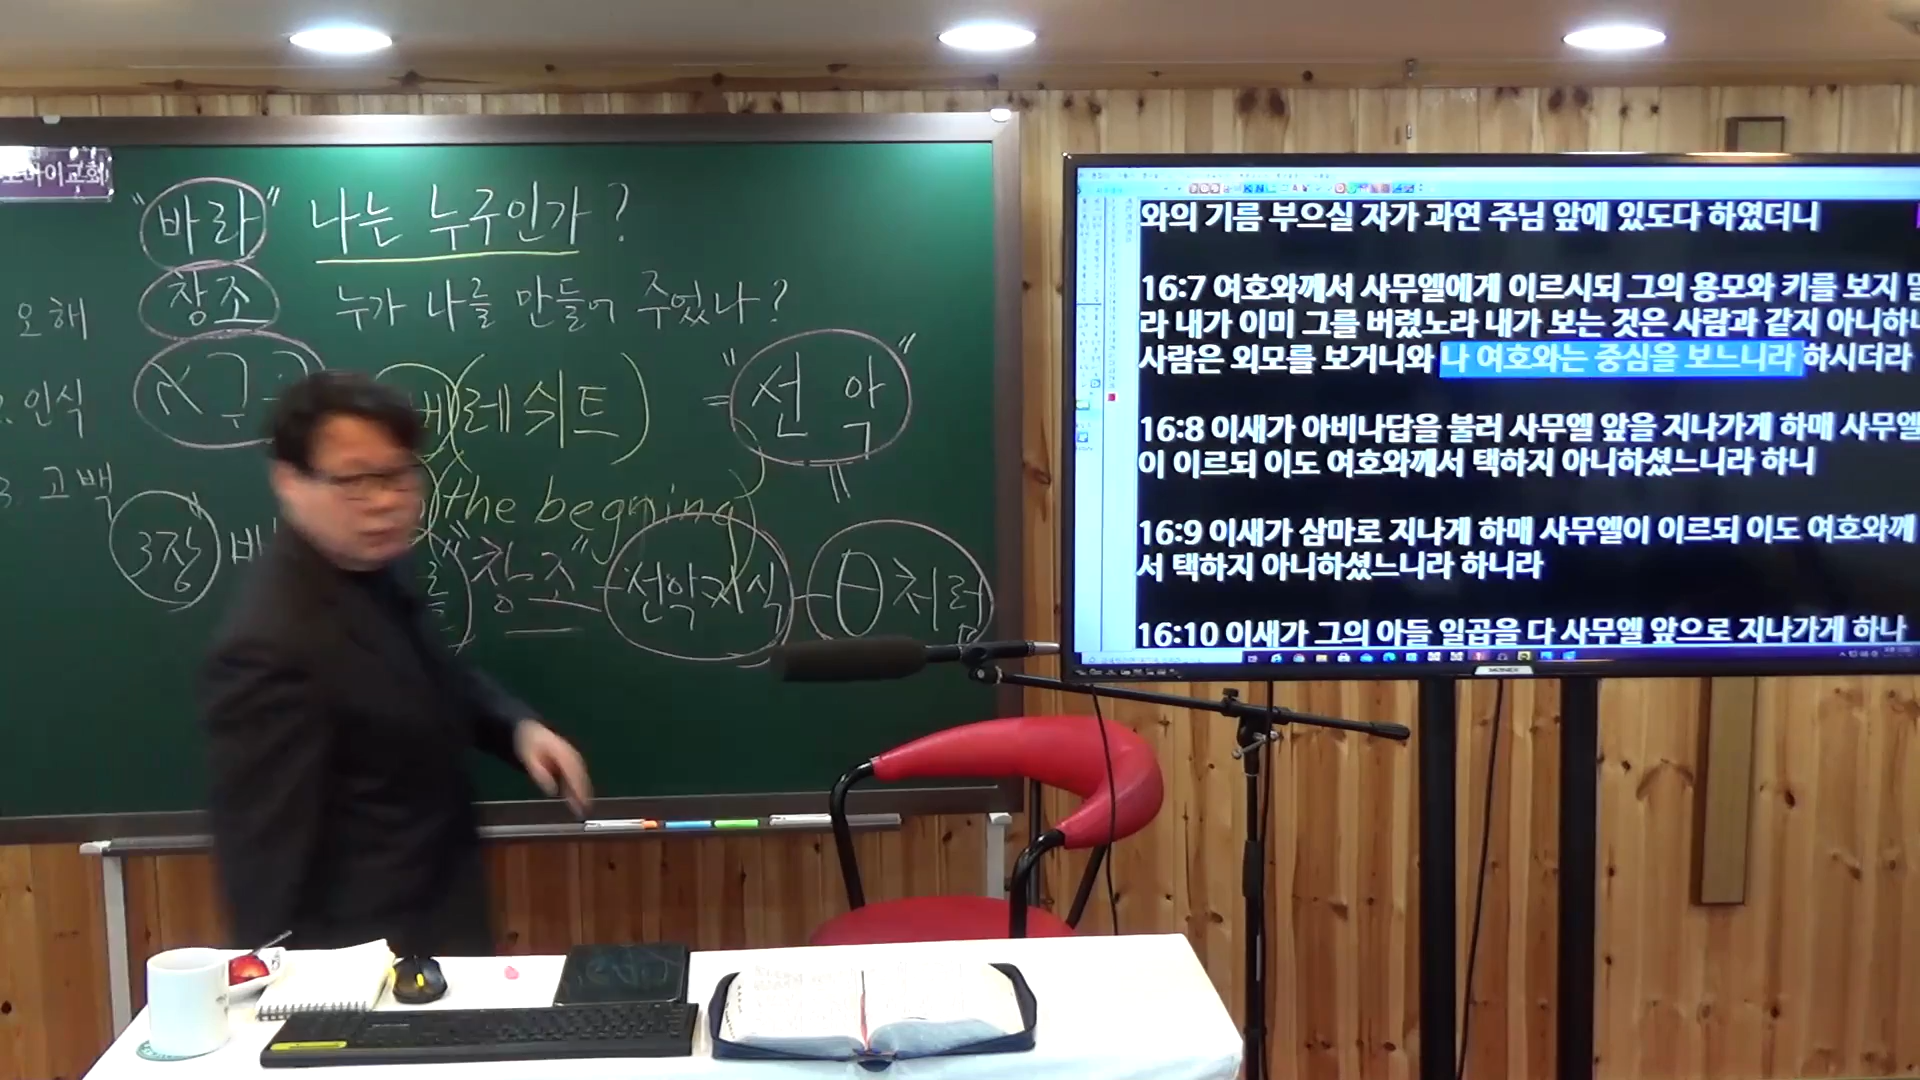 "바라" 나는 누구인가?
창조 누가 나를 만들어 주었나?
오해
2. 인식 레쉬트) = "선 악"
3. 고백 the begning)
"3장" 를" "창조" - 선악지식 - θ처럼
와의 기름 부으실 자가 과연 주님 앞에 있도다 하였더니
16:7 여호와께서 사무엘에게 이르시되 그의 용모와 키를 보지
라 내가 이미 그를 버렸노라 내가 보는 것은 사람과 같지 아니하니
사람은 외모를 보거니와 나 여호와는 중심을 보느니라 하시더라
16:8 이새가 아비나답을 불러 사무엘 앞을 지나가게 하매 사무엘
이 이르되 이도 여호와께서 택하지 아니하셨느니라 하니
16:9 이새가 삼마로 지나게 하매 사무엘이 이르되 이도 여호와께
서 택하지 아니하셨느니라 하니라
16:10 이새가 그의 아들 일곱을 다 사무엘 앞으로 지나가게 하나